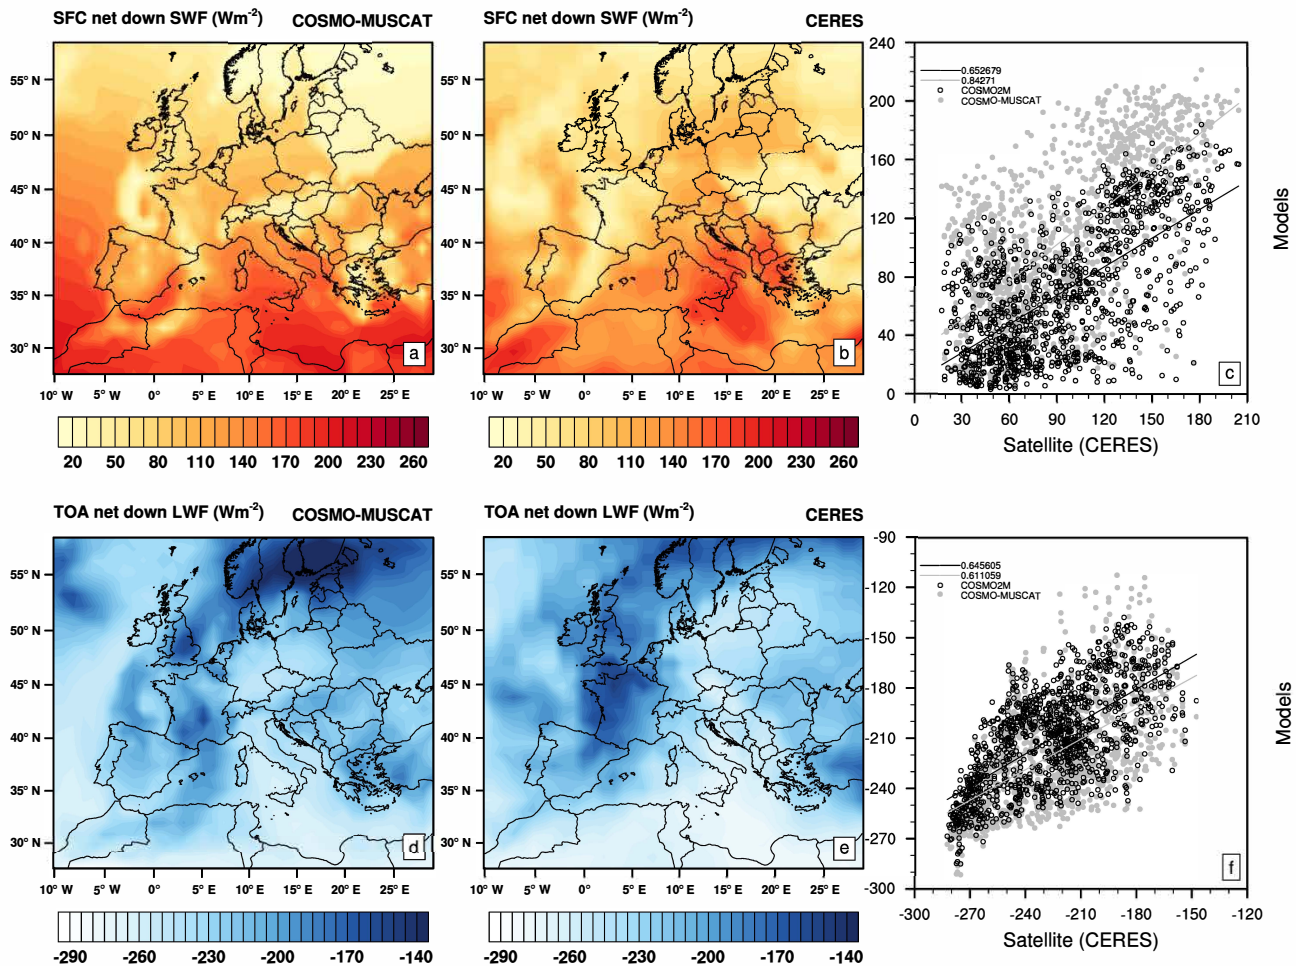 SFC net down SWF (Wm-2) COSMO-MUSCAT
55° N
50° N
45° N
40° N
35° N
30° N
a
10° W 5° W 0° 5° E 10° E 15° E 20° E 25° E
20 50 80 110 140 170 200 230 260
SFC net down SWF (Wm-2) CERES
55° N
50° N
45° N
40° N
35° N
30° N
b
10° W 5° W 0° 5° E 10° E 15° E 20° E 25° E
20 50 80 110 140 170 200 230 260
240
200
160
120
80
40
0
0.652679
0.84271
COSMO2M
COSMO-MUSCAT
c
0 30 60 90 120 150 180 210
Satellite (CERES)
Models
TOA net down LWF (Wm-2) COSMO-MUSCAT
55° N
50° N
45° N
40° N
35° N
30° N
d
10° W 5° W 0° 5° E 10° E 15° E 20° E 25° E
-290 -260 -230 -200 -170 -140
TOA net down LWF (Wm-2) CERES
55° N
50° N
45° N
40° N
35° N
30° N
e
10° W 5° W 0° 5° E 10° E 15° E 20° E 25° E
-290 -260 -230 -200 -170 -140
-90
-120
-150
-180
-210
-240
-270
-300
0.645605
0.611059
COSMO2M
COSMO-MUSCAT
f
-300 -270 -240 -210 -180 -150 -120
Satellite (CERES)
Models